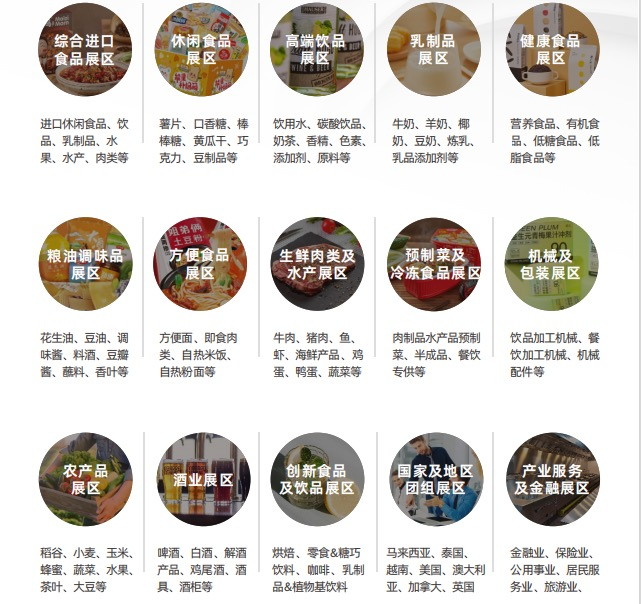 综合进口
食品展区
休闲食品
展区
高端饮品
展区
乳制品
展区
健康食品
展区
进口休闲食品、饮
品、乳制品、水
果、水产、肉类等
薯片、口香糖、棒
棒糖、黄瓜干、巧
克力、豆制品等
饮用水、碳酸饮品、
奶茶、香精、色素、
添加剂、原料等
牛奶、羊奶、椰
奶、豆奶、炼乳、
乳品添加剂等
营养食品、有机食
品、低糖食品、低
脂食品等
粮油调味品
展区
方便食品
展区
生鲜肉类及
水产展区
预制菜及
冷冻食品展区
机械及
包装展区
花生油、豆油、调
味酱、料酒、豆瓣
酱、蘸料、香叶等
方便面、即食肉
类、自热米饭、
自热粉面等
牛肉、猪肉、鱼、
虾、海鲜产品、鸡
蛋、鸭蛋、蔬菜等
肉制品水产品预制
菜、半成品、餐饮
专供等
饮品加工机械、餐
饮加工机械、机械
配件等
农产品
展区
酒业展区
创新食品
及饮品展区
国家及地区
团组展区
产业服务
及金融展区
稻谷、小麦、玉米、
蜂蜜、蔬菜、水果、
茶叶、大豆等
啤酒、白酒、解酒
产品、鸡尾酒、酒
具、酒柜等
烘焙、零食&糖巧
饮料、咖啡、乳制
品&植物基饮料
马来西亚、泰国、
越南、美国、澳大利
亚、加拿大、英国
金融业、保险业、
公用事业、居民服
务业、旅游业、